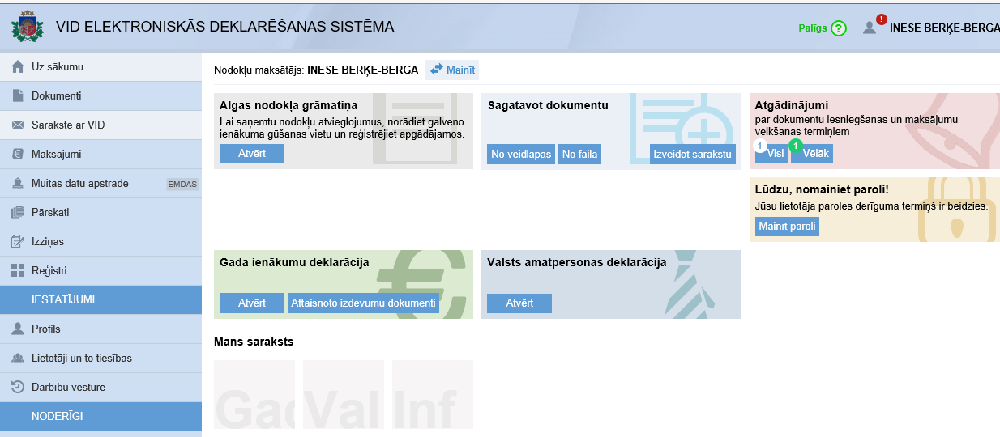 VID ELEKTRONISKĀS DEKLARĒŠANAS SISTĒMA
Palīgs ?
! INESE BERĶE-BERGA
Uz sākumu
Dokumenti
Sarakste ar VID
Maksājumi
Muitas datu apstrāde EMDAS
Pārskati
Izziņas
Reģistri
IESTATĪJUMI
Profils
Lietotāji un to tiesības
Darbību vēsture
NODERĪGI
Nodokļu maksātājs: INESE BERĶE-BERGA Mainīt
Algas nodokļa grāmatiņa
Lai saņemtu nodokļu atvieglojumus, norādiet galveno
ienākuma gūšanas vietu un reģistrējiet apgādājamos.
Atvērt
Sagatavot dokumentu
No veidlapas No faila Izveidot sarakstu
Atgādinājumi
par dokumentu iesniegšanas un maksājumu
veikšanas termiņiem
1 Visi 1 Vēlāk
Lūdzu, nomainiet paroli!
Jūsu lietotāja paroles derīguma termiņš ir beidzies.
Mainīt paroli
Gada ienākumu deklarācija
Atvērt Attaisnoto izdevumu dokumenti
Valsts amatpersonas deklarācija
Atvērt
Mans saraksts
Gad Val Inf